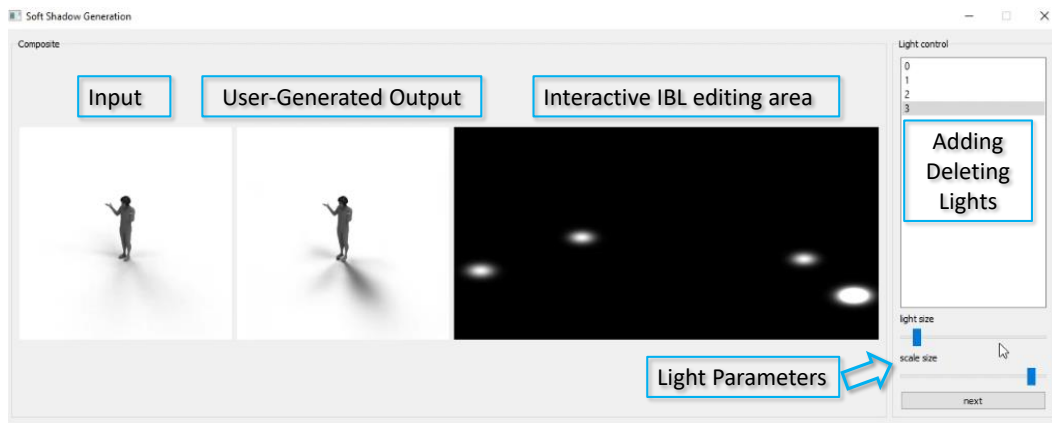 Soft Shadow Generation
Composite
Light control
Input
User-Generated Output
Interactive IBL editing area
0
1
2
3
Adding
Deleting
Lights
light size
scale size
Light Parameters
next